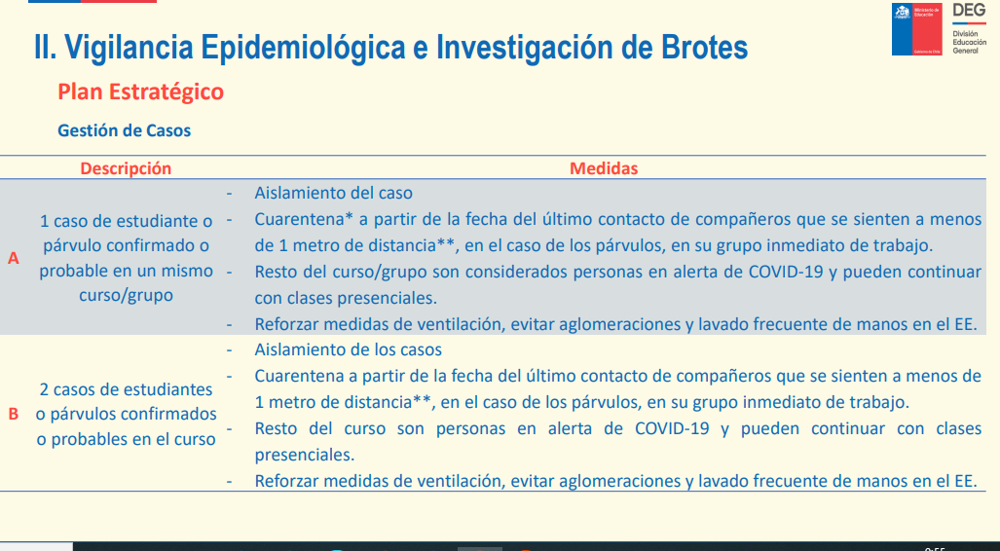 Ministerio de
Educación
Gobierno de Chile
DEG
División
Educación
General
II. Vigilancia Epidemiológica e Investigación de Brotes
Plan Estratégico
Gestión de Casos
Descripción
Medidas
A
1 caso de estudiante o
párvulo confirmado o
probable en un mismo
curso/grupo
- Aislamiento del caso
- Cuarentena* a partir de la fecha del último contacto de compañeros que se sienten a menos
de 1 metro de distancia**, en el caso de los párvulos, en su grupo inmediato de trabajo.
- Resto del curso/grupo son considerados personas en alerta de COVID-19 y pueden continuar
con clases presenciales.
- Reforzar medidas de ventilación, evitar aglomeraciones y lavado frecuente de manos en el EE.
B
2 casos de estudiantes
o párvulos confirmados
o probables en el curso
- Aislamiento de los casos
- Cuarentena a partir de la fecha del último contacto de compañeros que se sienten a menos de
1 metro de distancia**, en el caso de los párvulos, en su grupo inmediato de trabajo.
- Resto del curso son personas en alerta de COVID-19 y pueden continuar con clases
presenciales.
- Reforzar medidas de ventilación, evitar aglomeraciones y lavado frecuente de manos en el EE.